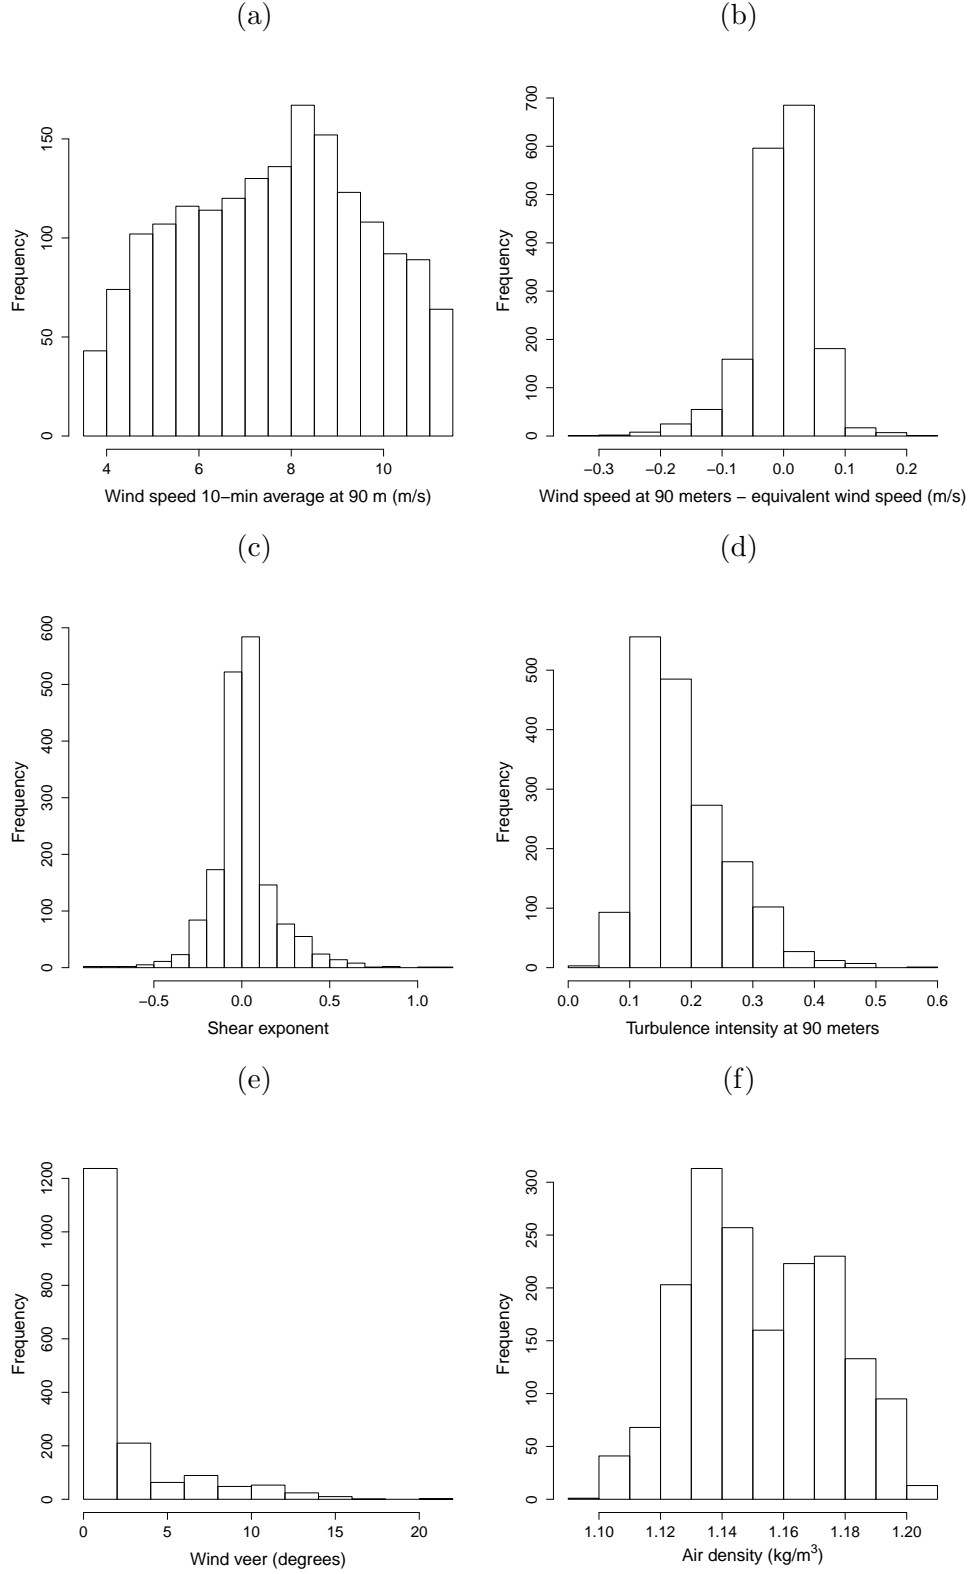 (a)
150
100
50
0
Frequency
4 6 8 10
Wind speed 10−min average at 90 m (m/s)
(b)
700
600
500
400
300
200
100
0
Frequency
−0.3 −0.2 −0.1 0.0 0.1 0.2
Wind speed at 90 meters − equivalent wind speed (m/s)
(c)
600
500
400
300
200
100
0
Frequency
−0.5 0.0 0.5 1.0
Shear exponent
(d)
500
400
300
200
100
0
Frequency
0.0 0.1 0.2 0.3 0.4 0.5 0.6
Turbulence intensity at 90 meters
(e)
1200
1000
800
600
400
200
0
Frequency
0 5 10 15 20
Wind veer (degrees)
(f)
300
250
200
150
100
50
0
Frequency
1.10 1.12 1.14 1.16 1.18 1.20
Air density (kg/m³)